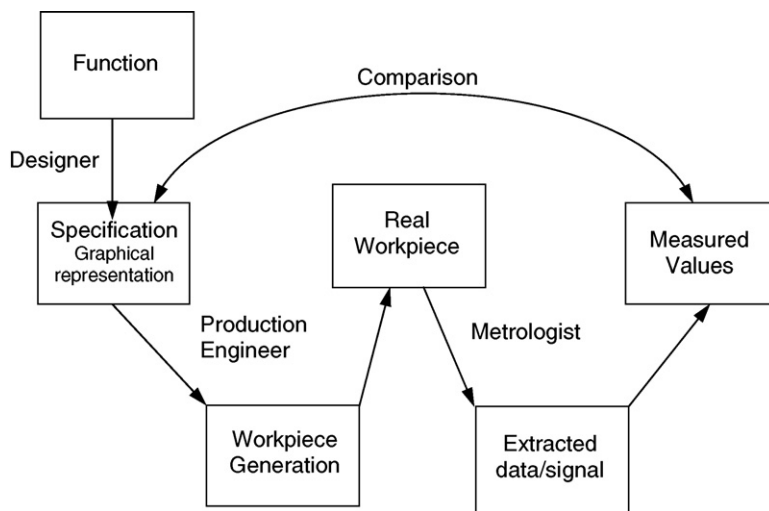 Function
Comparison
Designer
Specification
Graphical
representation
Real
Workpiece
Measured
Values
Production
Engineer
Metrologist
Workpiece
Generation
Extracted
data/signal